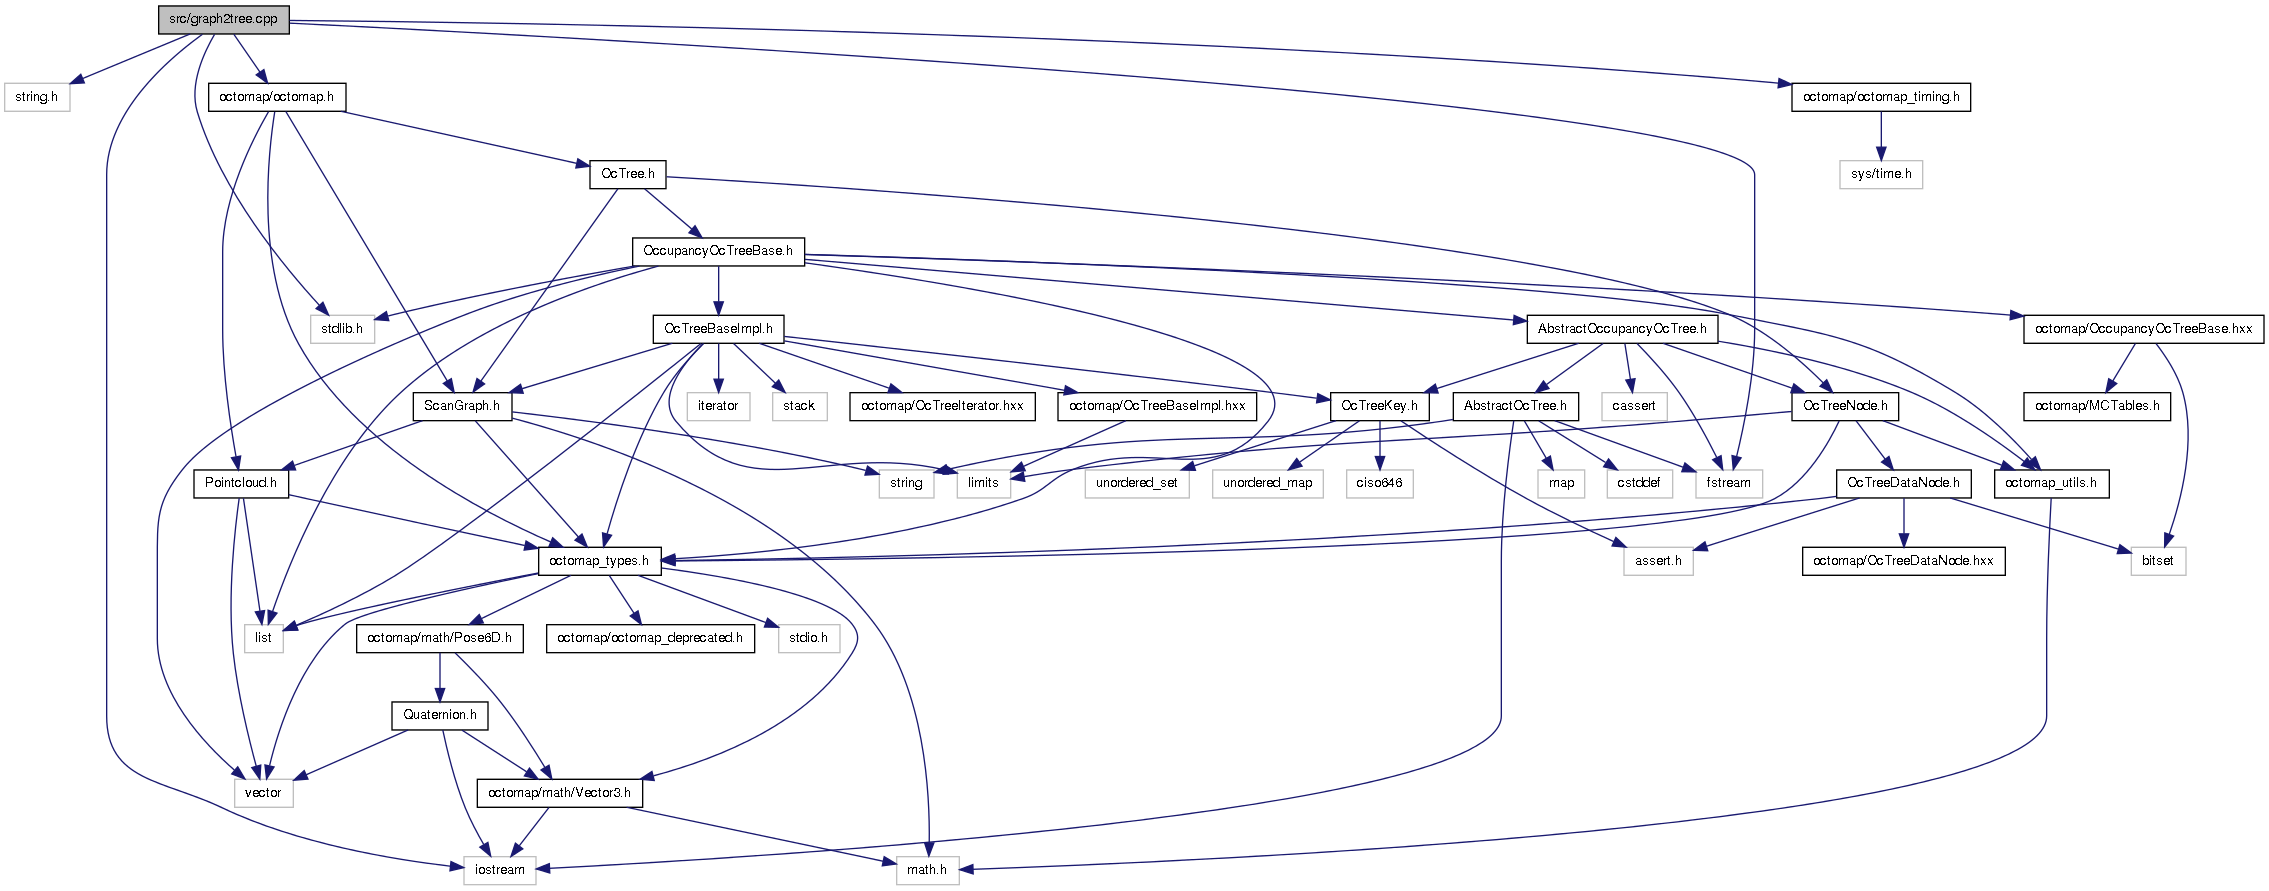 src/graph2tree.cpp
string.h
octomap/octomap.h
octomap/octomap_timing.h
OcTree.h
sys/time.h
OccupancyOcTreeBase.h
stdlib.h
OcTreeBaseImpl.h
AbstractOccupancyOcTree.h
octomap/OccupancyOcTreeBase.hxx
ScanGraph.h
iterator
stack
octomap/OcTreeIterator.hxx
octomap/OcTreeBaseImpl.hxx
OcTreeKey.h
AbstractOcTree.h
cassert
OcTreeNode.h
octomap/MCTables.h
Pointcloud.h
string
limits
unordered_set
unordered_map
ciso646
map
cstddef
fstream
OcTreeDataNode.h
octomap_utils.h
octomap_types.h
assert.h
octomap/OcTreeDataNode.hxx
bitset
list
octomap/math/Pose6D.h
octomap/octomap_deprecated.h
stdio.h
Quaternion.h
vector
octomap/math/Vector3.h
iostream
math.h